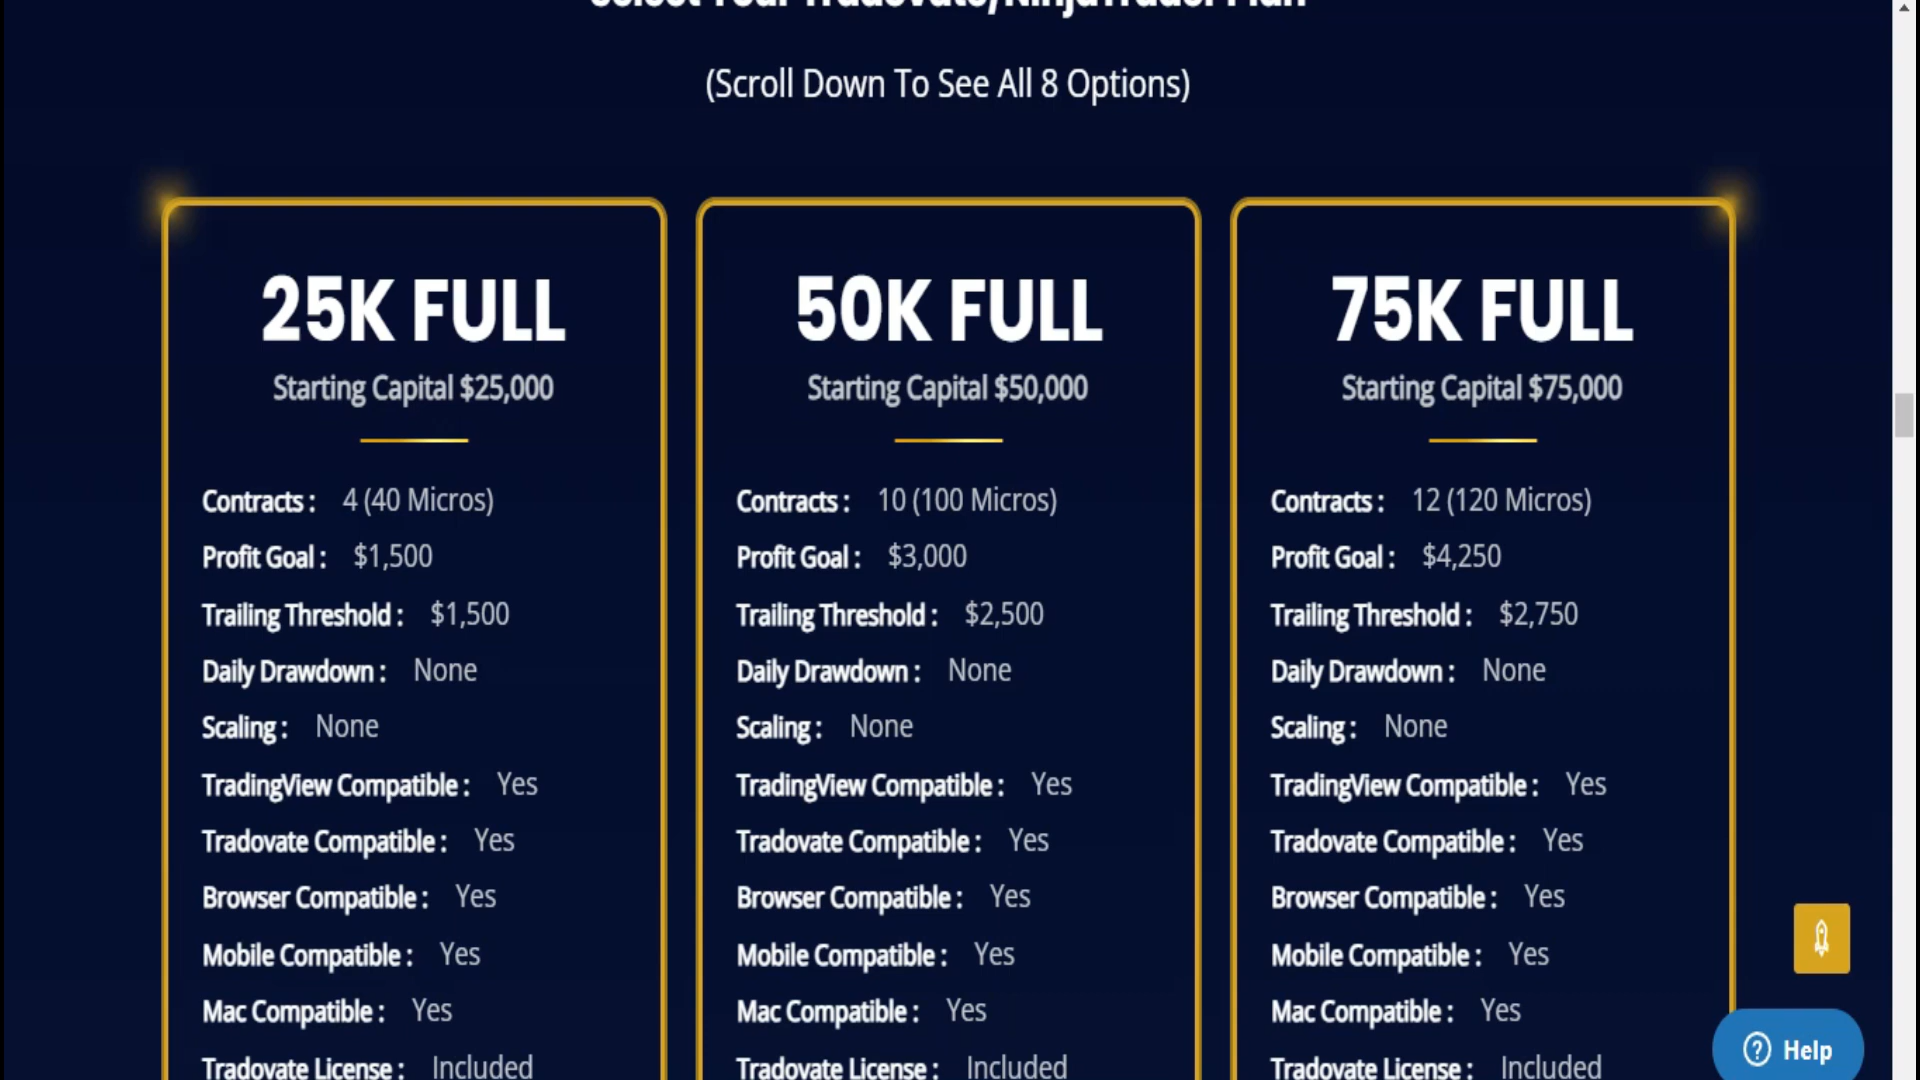 Select Your Tradovate/NinjaTrader Plan
(Scroll Down To See All 8 Options)
25K FULL
Starting Capital $25,000
Contracts : 4 (40 Micros)
Profit Goal : $1,500
Trailing Threshold : $1,500
Daily Drawdown : None
Scaling : None
TradingView Compatible : Yes
Tradovate Compatible : Yes
Browser Compatible : Yes
Mobile Compatible : Yes
Mac Compatible : Yes
Tradovate License : Included
50K FULL
Starting Capital $50,000
Contracts : 10 (100 Micros)
Profit Goal : $3,000
Trailing Threshold : $2,500
Daily Drawdown : None
Scaling : None
TradingView Compatible : Yes
Tradovate Compatible : Yes
Browser Compatible : Yes
Mobile Compatible : Yes
Mac Compatible : Yes
Tradovate License : Included
75K FULL
Starting Capital $75,000
Contracts : 12 (120 Micros)
Profit Goal : $4,250
Trailing Threshold : $2,750
Daily Drawdown : None
Scaling : None
TradingView Compatible : Yes
Tradovate Compatible : Yes
Browser Compatible : Yes
Mobile Compatible : Yes
Mac Compatible : Yes
Tradovate License : Included
Help